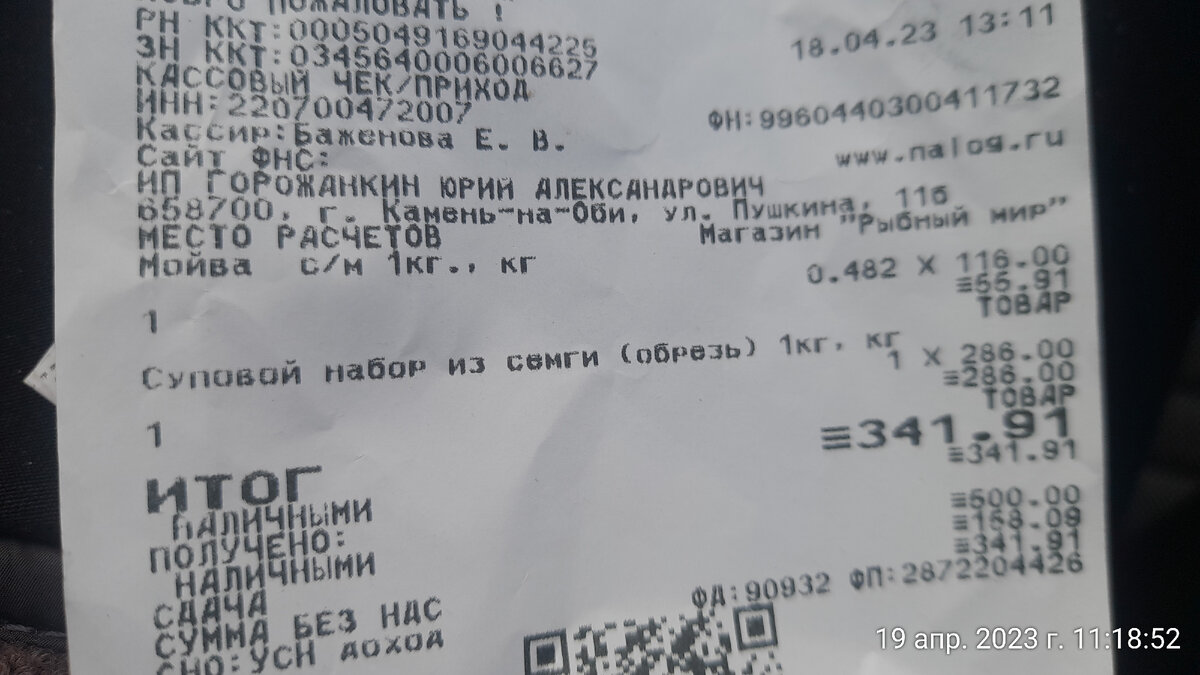 ПОЖАЛОВАТЬ !
РН ККТ:0005049169044225 18.04.23 13:11
ЗН ККТ:0345640006006627
КАССОВЫЙ ЧЕК/ПРИХОД
ИНН:220700472007 ФН:9960440300411732
Кассир:Баженова Е. В.
Сайт ФНС: www.nalog.ru
ИП ГОРОЖАНКИН ЮРИЙ АЛЕКСАНДРОВИЧ
658700, г. Камень-на-Оби, ул. Пушкина, 11б
МЕСТО РАСЧЕТОВ Магазин "Рыбный мир"
Мойва с/м 1кг., кг
0.482 X 116.00
≡55.91
1 ТОВАР
Суповой набор из семги (обрезь) 1кг, кг
1 X 286.00
≡286.00
1 ТОВАР
ИТОГ ≡341.91
НАЛИЧНЫМИ ≡341.91
ПОЛУЧЕНО:
НАЛИЧНЫМИ ≡500.00
СДАЧА ≡158.09
СУММА БЕЗ НДС ≡341.91
СНО:УСН доход ФД:90932 ФП:2872204426
19 апр. 2023 г. 11:18:52